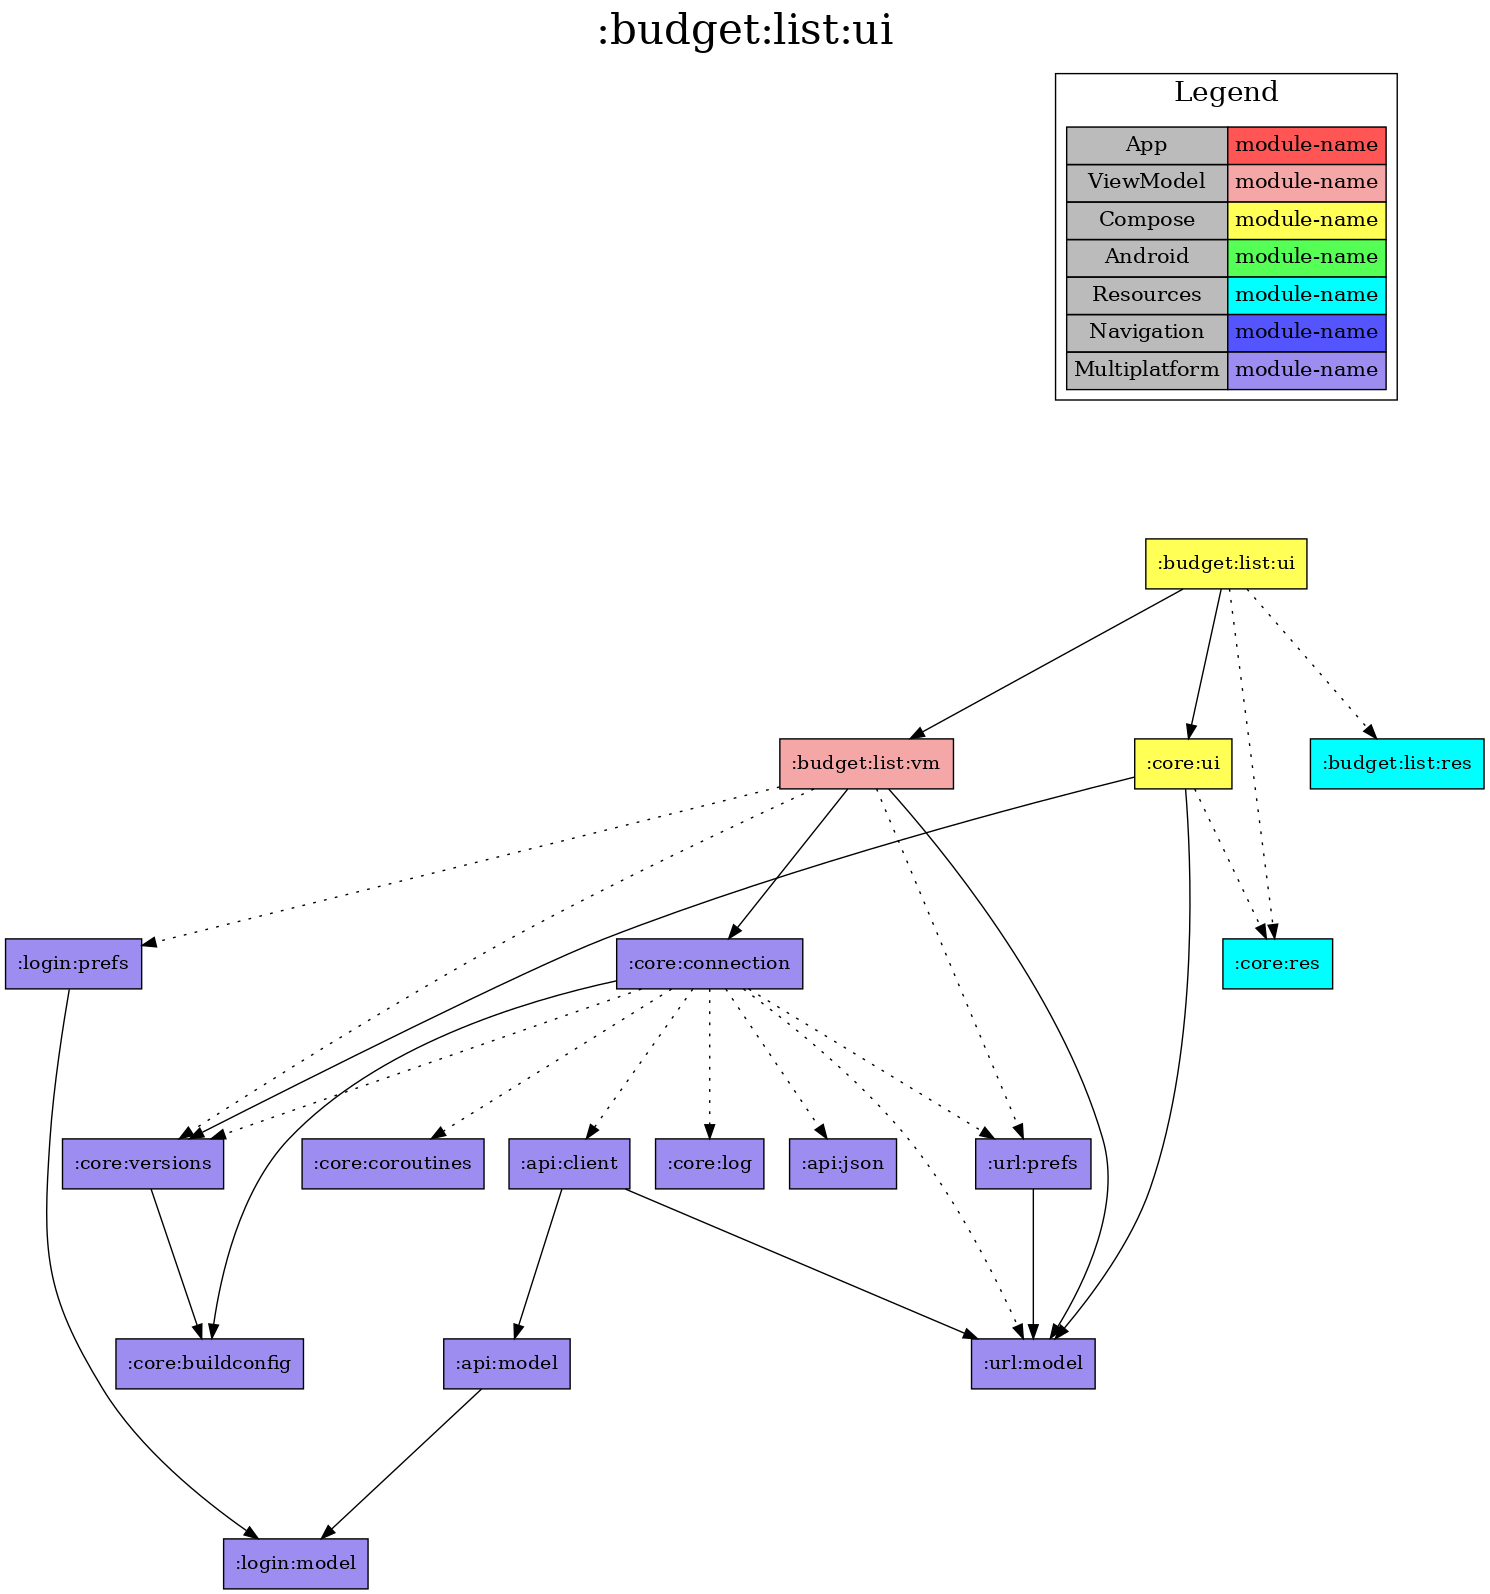 :budget:list:ui
Legend
App module-name
ViewModel module-name
Compose module-name
Android module-name
Resources module-name
Navigation module-name
Multiplatform module-name
:budget:list:ui
:budget:list:vm
:core:ui
:budget:list:res
:login:prefs
:core:connection
:core:res
:core:versions
:core:coroutines
:api:client
:core:log
:api:json
:url:prefs
:core:buildconfig
:api:model
:url:model
:login:model